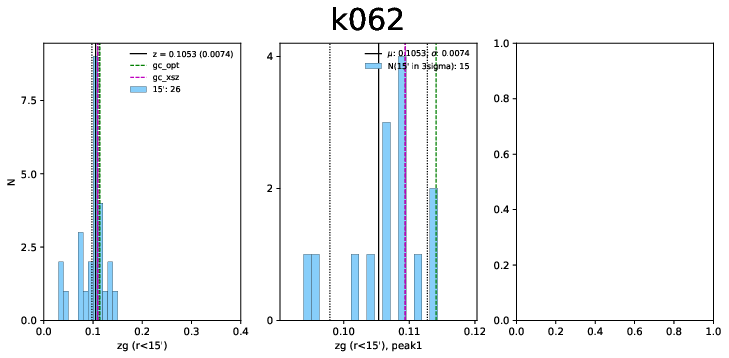 k062
z = 0.1053 (0.0074)
gc_opt
gc_xsz
15': 26
N
7.5
5.0
2.5
0.0
0.0 0.1 0.2 0.3 0.4
zg (r<15')
μ: 0.1053, σ: 0.0074
N(15' in 3sigma): 15
4
2
0
0.10 0.11 0.12
zg (r<15'), peak1
1.0
0.8
0.6
0.4
0.2
0.0
0.0 0.2 0.4 0.6 0.8 1.0